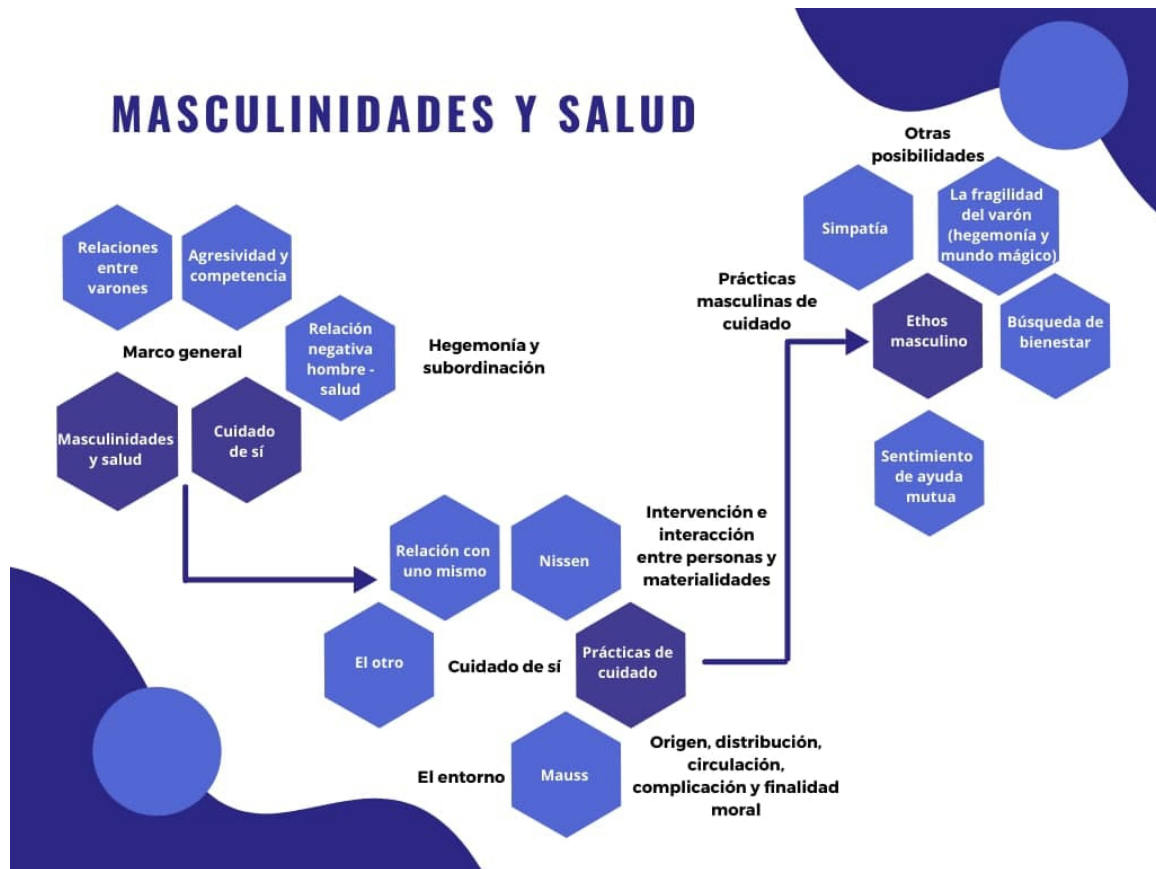 MASCULINIDADES Y SALUD
Relaciones
entre
varones
Agresividad y
competencia
Relación
negativa
hombre -
salud
Marco general
Hegemonía y
subordinación
Masculinidades
y salud
Cuidado
de sí
Relación con
uno mismo
Nissen
Intervención e
interacción
entre personas y
materialidades
El otro
Cuidado de sí
Prácticas de
cuidado
El entorno
Mauss
Origen, distribución,
circulación,
complicación y finalidad
moral
Prácticas
masculinas de
cuidado
Otras
posibilidades
Simpatía
La fragilidad
del varón
(hegemonía y
mundo mágico)
Ethos
masculino
Búsqueda de
bienestar
Sentimiento
de ayuda
mutua